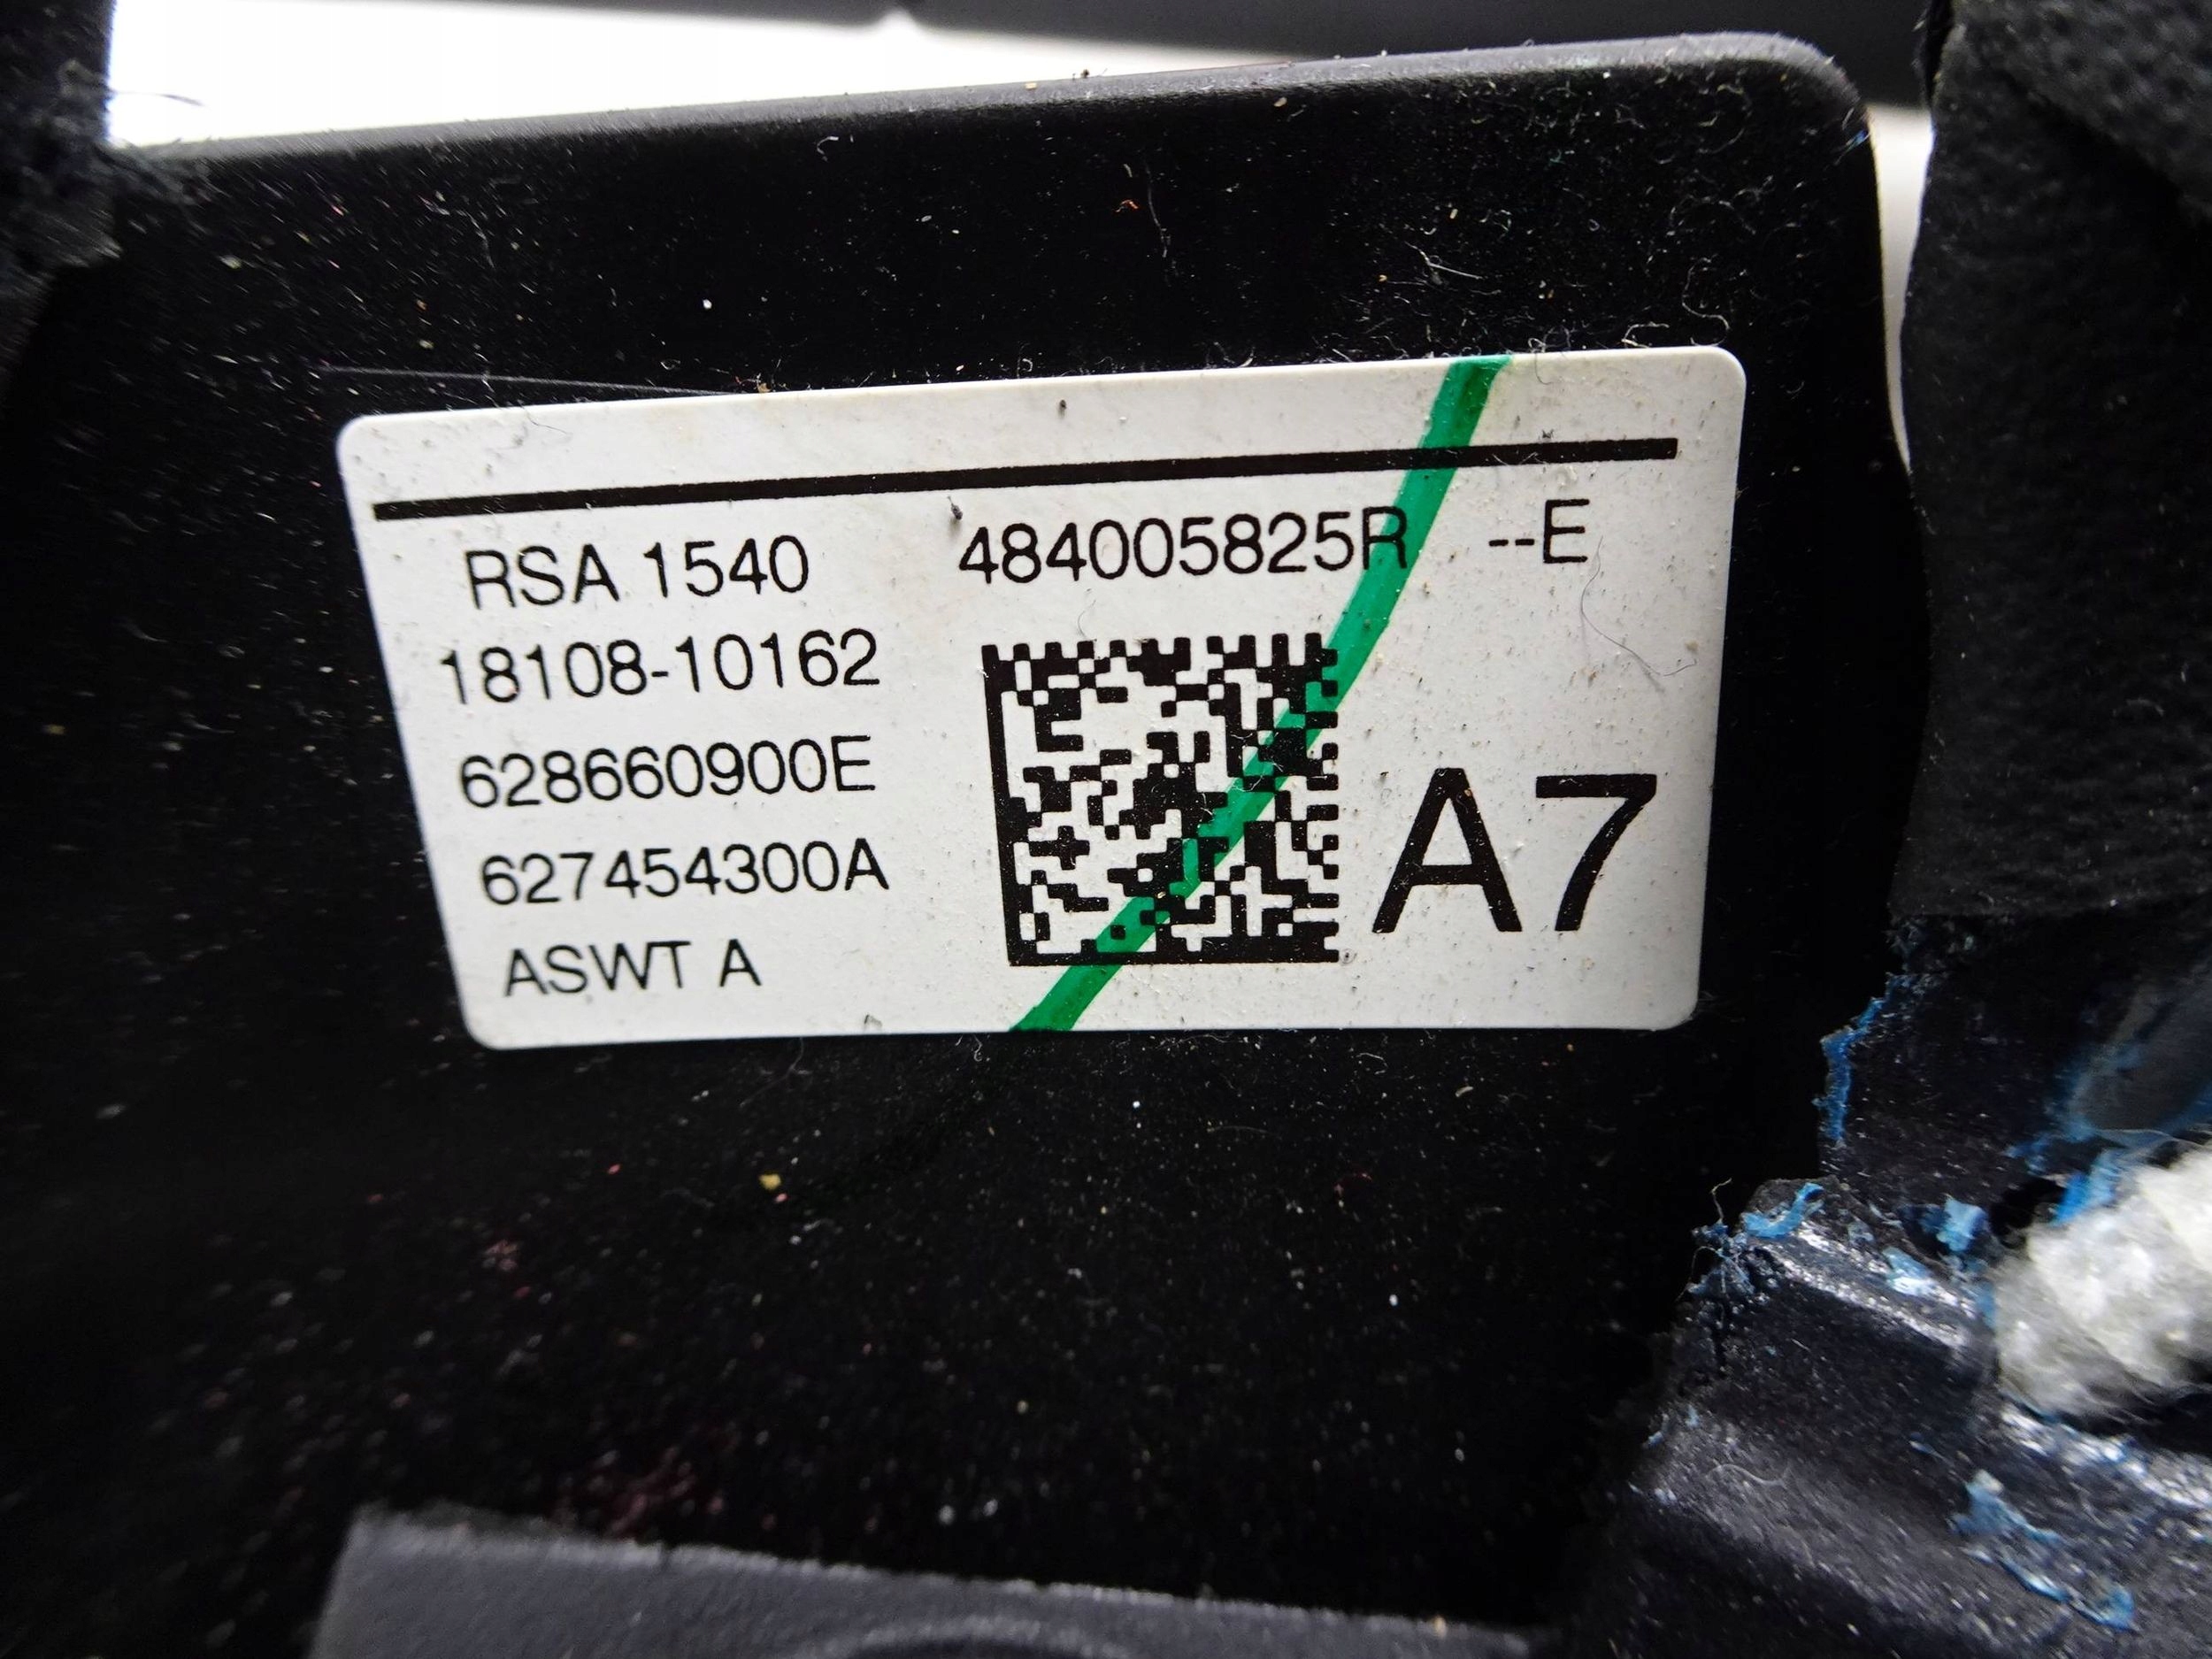 RSA 1540 484005825R --E
18108-10162
628660900E
627454300A
A7
ASWT A